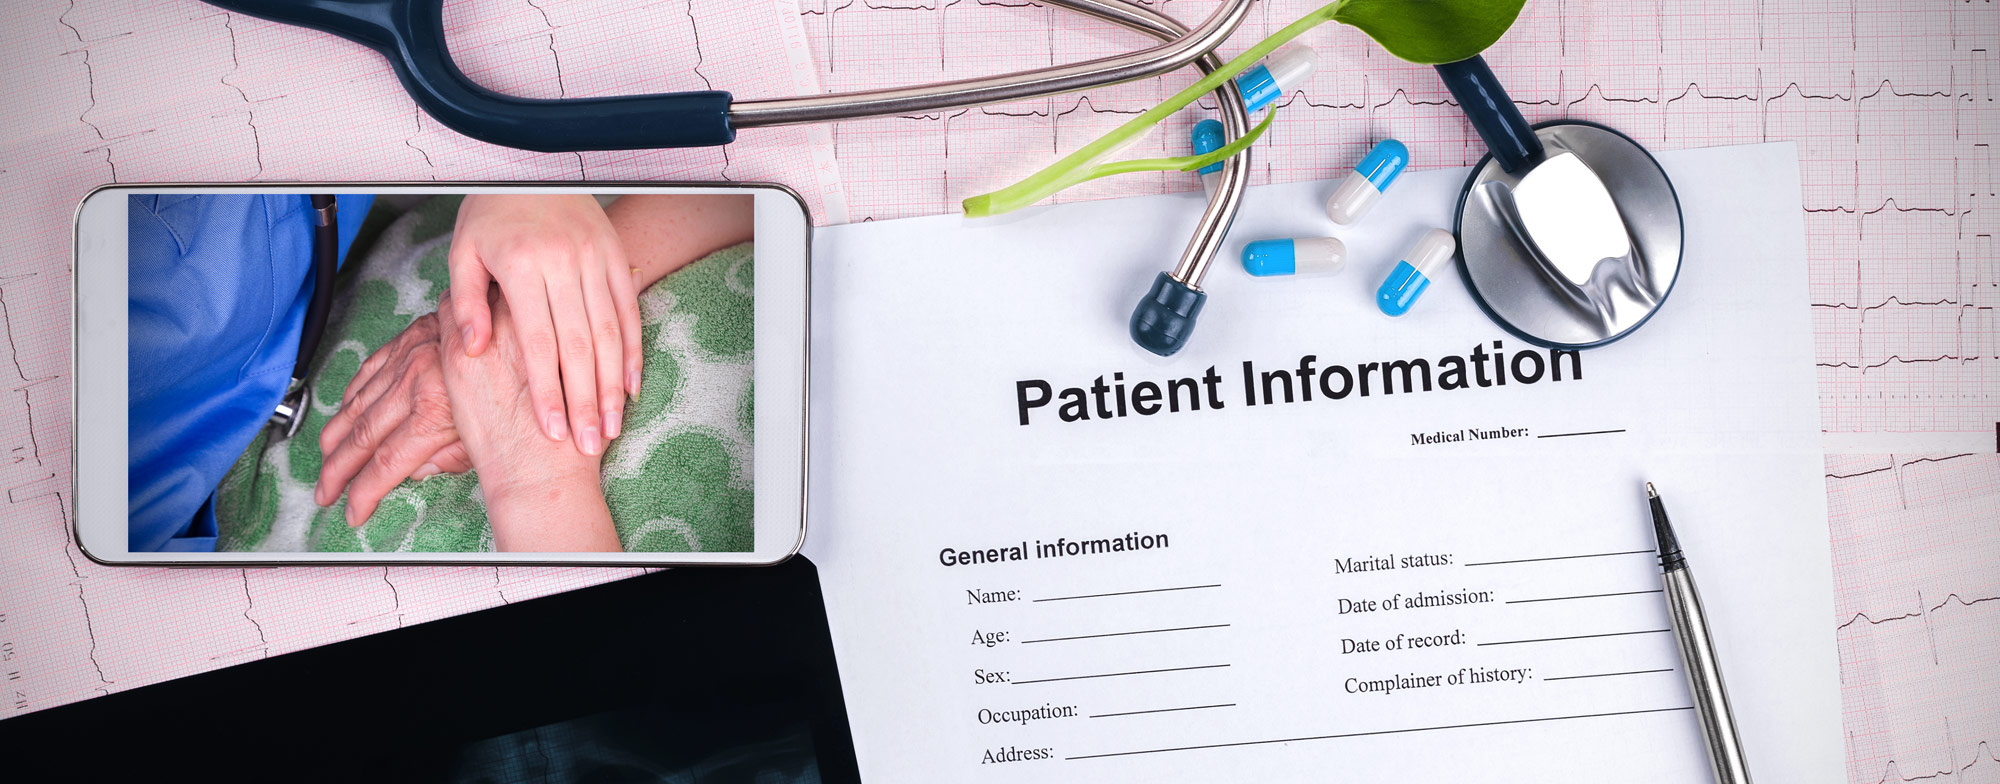 Patient Information
Medical Number:
General information
Name:
Age:
Sex:
Occupation:
Address:
Marital status:
Date of admission:
Date of record:
Complainer of history: